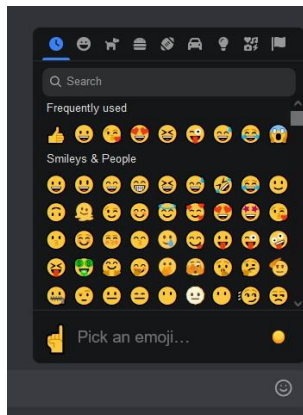 Search
Frequently used
Smileys & People
Pick an emoji…